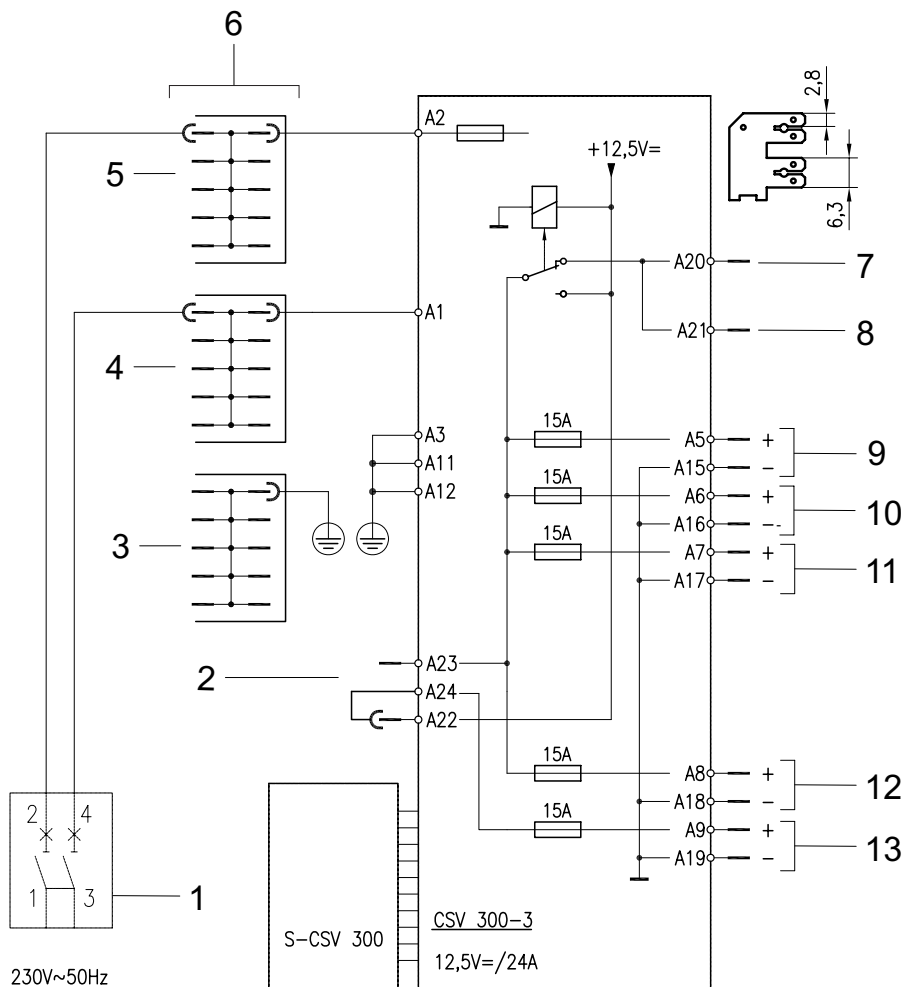 6
2,8
6,3
A2
+12,5V=
5
A20
7
A1
A21
8
4
15A
A3
A5 +
9
A11
A15 −
15A
A12
A6 +
10
A16 −-
3
15A
A7 +
11
A17 −
A23
2
A24
A22
15A
A8 +
12
A18 −
2 4
15A
A9 +
13
A19 −
1 3
1
CSV 300-3
S-CSV 300
12,5V=/24A
230V~50Hz